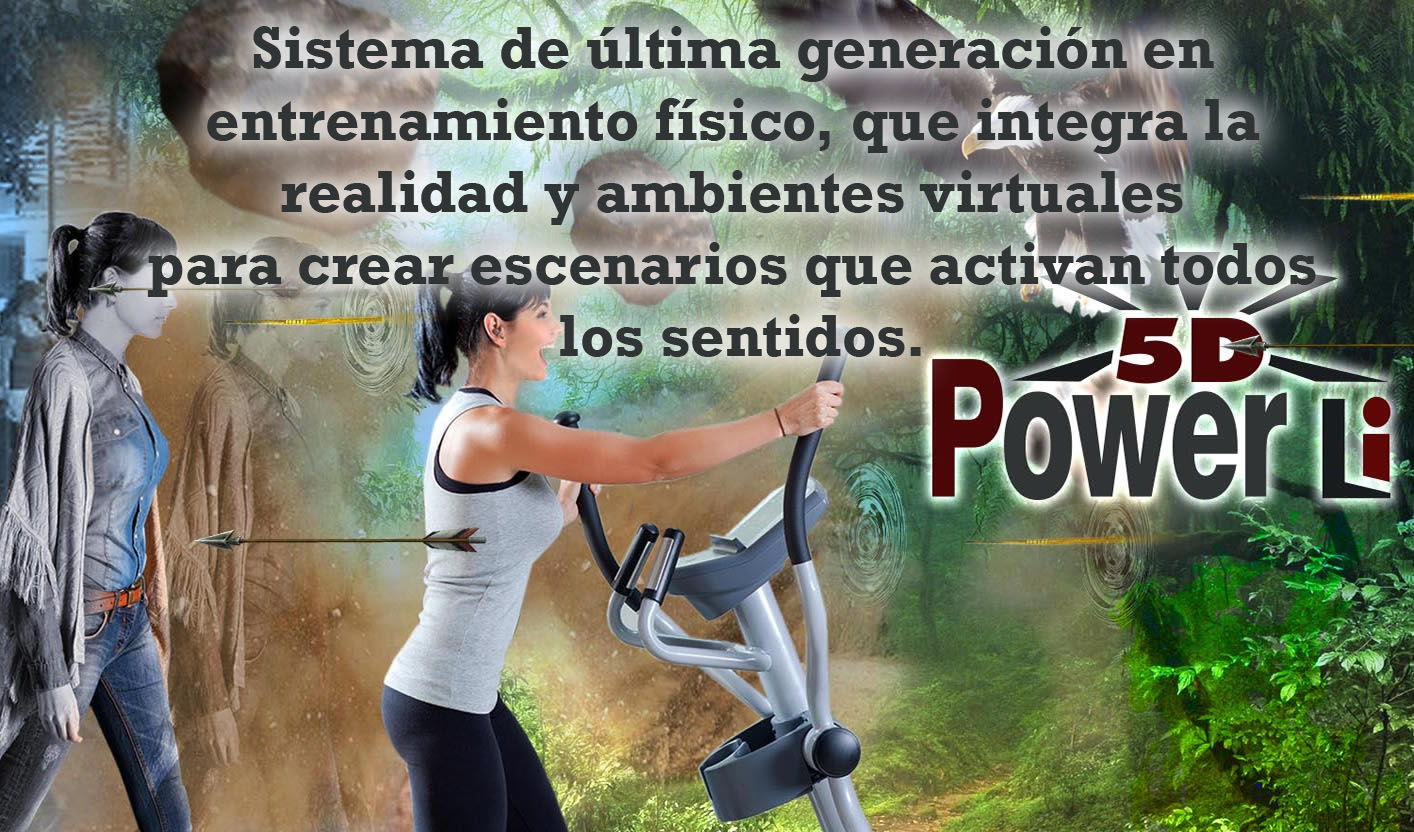 Sistema de última generación en
entrenamiento físico, que integra la
realidad y ambientes virtuales
para crear escenarios que activan todos
los sentidos.
5D
Power Li